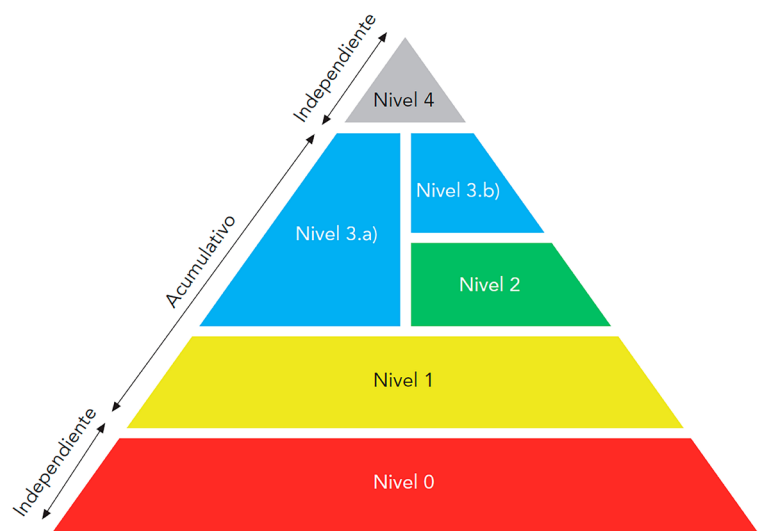 Independiente
Nivel 4
Acumulativo
Nivel 3.a)
Nivel 3.b)
Nivel 2
Nivel 1
Independiente
Nivel 0